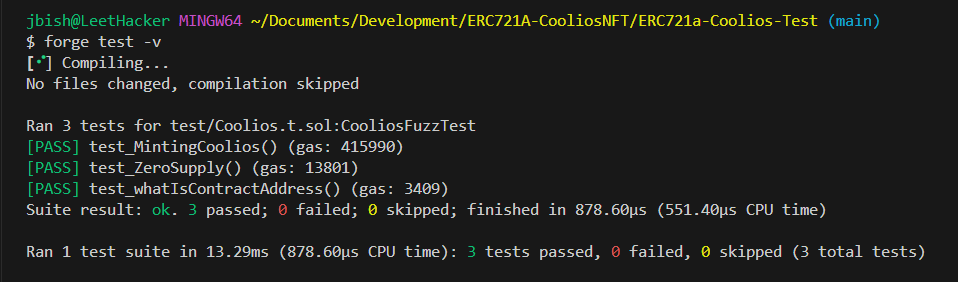 jbish@LeetHacker MINGW64 ~/Documents/Development/ERC721A-CooliosNFT/ERC721a-Coolios-Test (main)
$ forge test -v
[⠊] Compiling...
No files changed, compilation skipped
Ran 3 tests for test/Coolios.t.sol:CooliosFuzzTest
[PASS] test_MintingCoolios() (gas: 415990)
[PASS] test_ZeroSupply() (gas: 13801)
[PASS] test_whatIsContractAddress() (gas: 3409)
Suite result: ok. 3 passed; 0 failed; 0 skipped; finished in 878.60µs (551.40µs CPU time)
Ran 1 test suite in 13.29ms (878.60µs CPU time): 3 tests passed, 0 failed, 0 skipped (3 total tests)